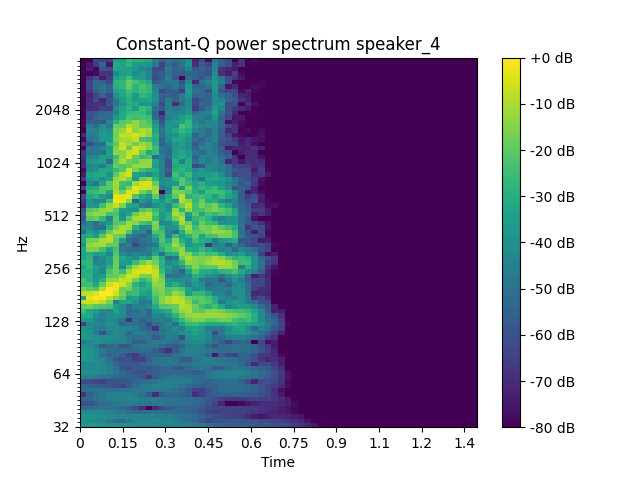 Constant-Q power spectrum speaker_4
Hz
2048
1024
512
256
128
64
32
0 0.15 0.3 0.45 0.6 0.75 0.9 1.1 1.2 1.4
Time
+0 dB
-10 dB
-20 dB
-30 dB
-40 dB
-50 dB
-60 dB
-70 dB
-80 dB